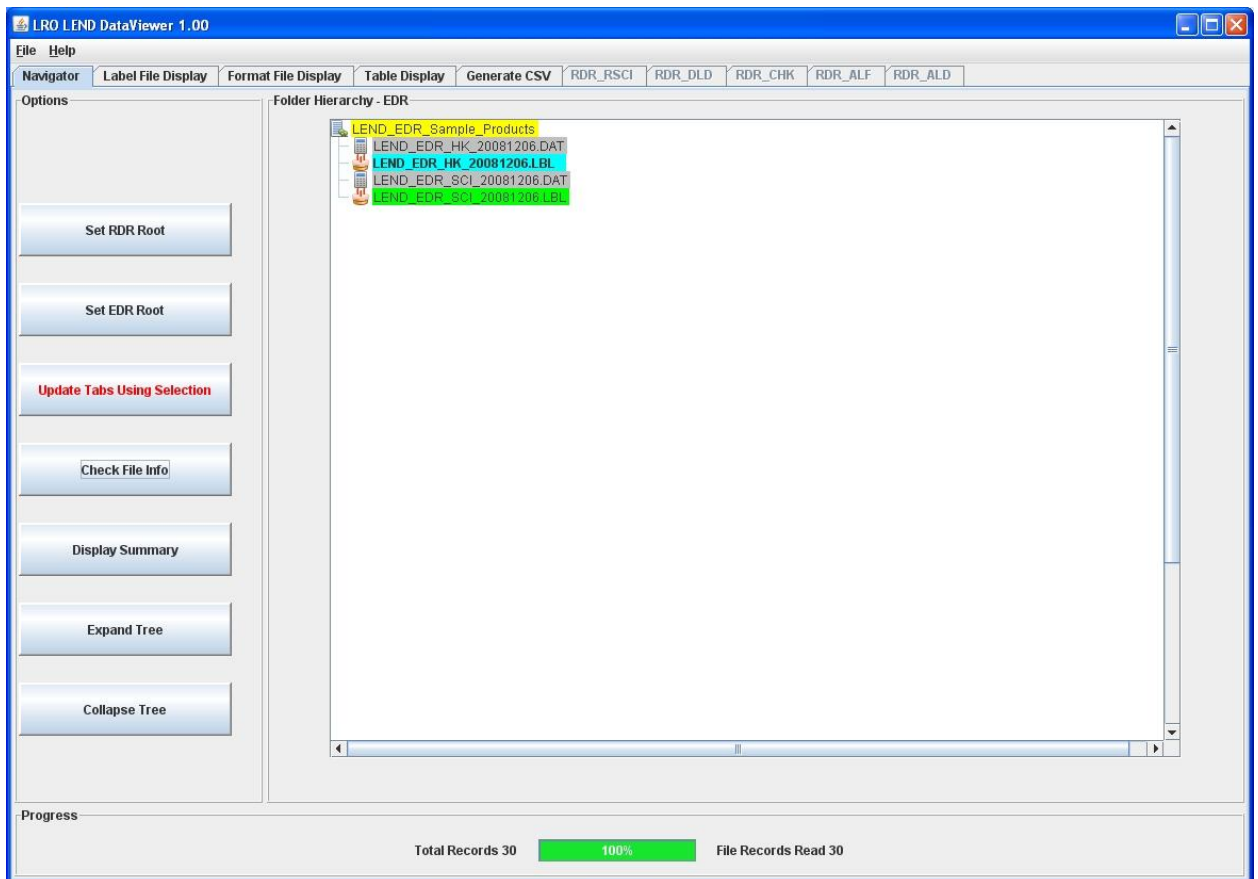 LRO LEND DataViewer 1.00
File Help
Navigator Label File Display Format File Display Table Display Generate CSV RDR_RSCI RDR_DLD RDR_CHK RDR_ALF RDR_ALD
Options
Folder Hierarchy - EDR
LEND_EDR_Sample_Products
LEND_EDR_HK_20081206.DAT
LEND_EDR_HK_20081206.LBL
LEND_EDR_SCI_20081206.DAT
LEND_EDR_SCI_20081206.LBL
Set RDR Root
Set EDR Root
Update Tabs Using Selection
Check File Info
Display Summary
Expand Tree
Collapse Tree
Progress
Total Records 30 100% File Records Read 30